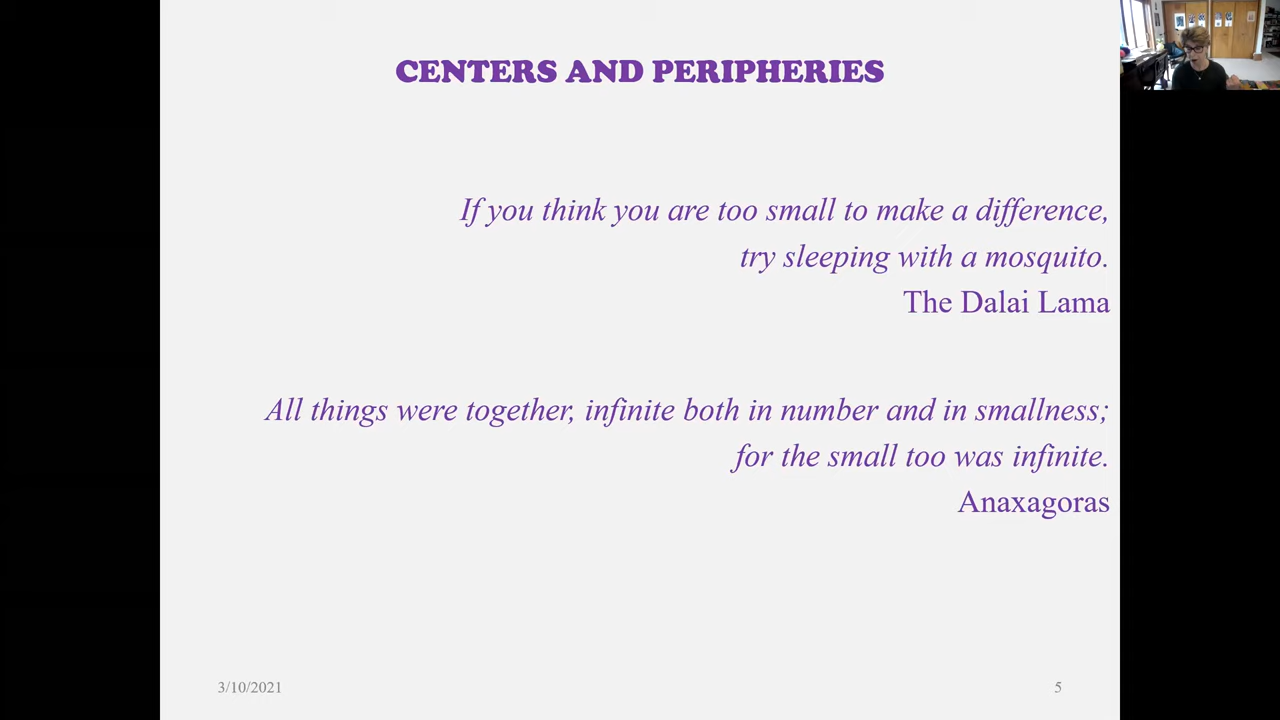 CENTERS AND PERIPHERIES
If you think you are too small to make a difference,
try sleeping with a mosquito.
The Dalai Lama
All things were together, infinite both in number and in smallness;
for the small too was infinite.
Anaxagoras
3/10/2021
5